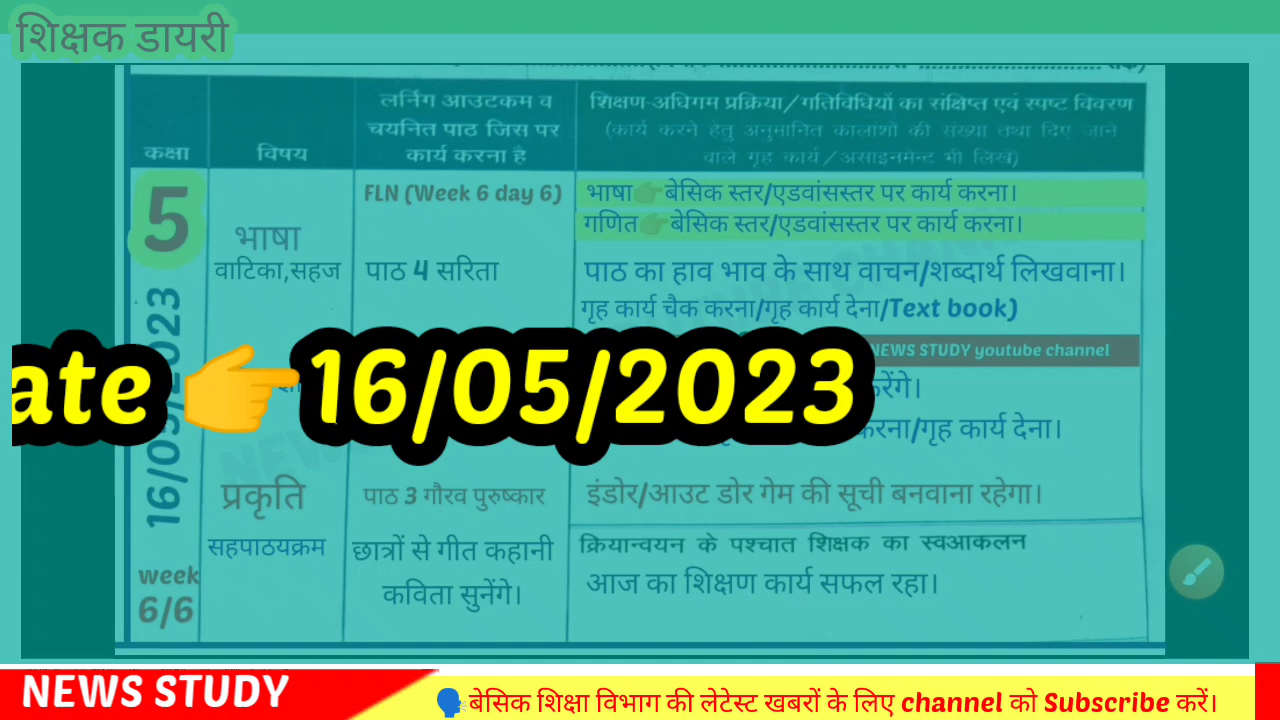 शिक्षक डायरी
कक्षा
विषय
लर्निंग आउटकम व
चयनित पाठ जिस पर
कार्य करना है
शिक्षण-अधिगम प्रक्रिया/गतिविधियों का संक्षिप्त एवं स्पष्ट विवरण
(कार्य करने हेतु अनुमानित कालांशों की संख्या तथा दिए जाने
वाले गृह कार्य/असाइनमेन्ट भी लिखें)
5
FLN (Week 6 day 6)
भाषा👉बेसिक स्तर/एडवांसस्तर पर कार्य करना।
गणित👉बेसिक स्तर/एडवांसस्तर पर कार्य करना।
भाषा
वाटिका,सहज
पाठ 4 सरिता
पाठ का हाव भाव के साथ वाचन/शब्दार्थ लिखवाना।
गृह कार्य चैक करना/गृह कार्य देना/Text book)
16/05/2023
NEWS STUDY youtube channel
ate 👉16/05/2023
करना/गृह कार्य देना।
प्रकृति
पाठ 3 गौरव पुरुष्कार
इंडोर/आउट डोर गेम की सूची बनवाना रहेगा।
सहपाठयक्रम
छात्रों से गीत कहानी
कविता सुनेंगे।
क्रियान्वयन के पश्चात शिक्षक का स्वआकलन
आज का शिक्षण कार्य सफल रहा।
week
6/6
NEWS STUDY
🗣️बेसिक शिक्षा विभाग की लेटेस्ट खबरों के लिए channel को Subscribe करें।